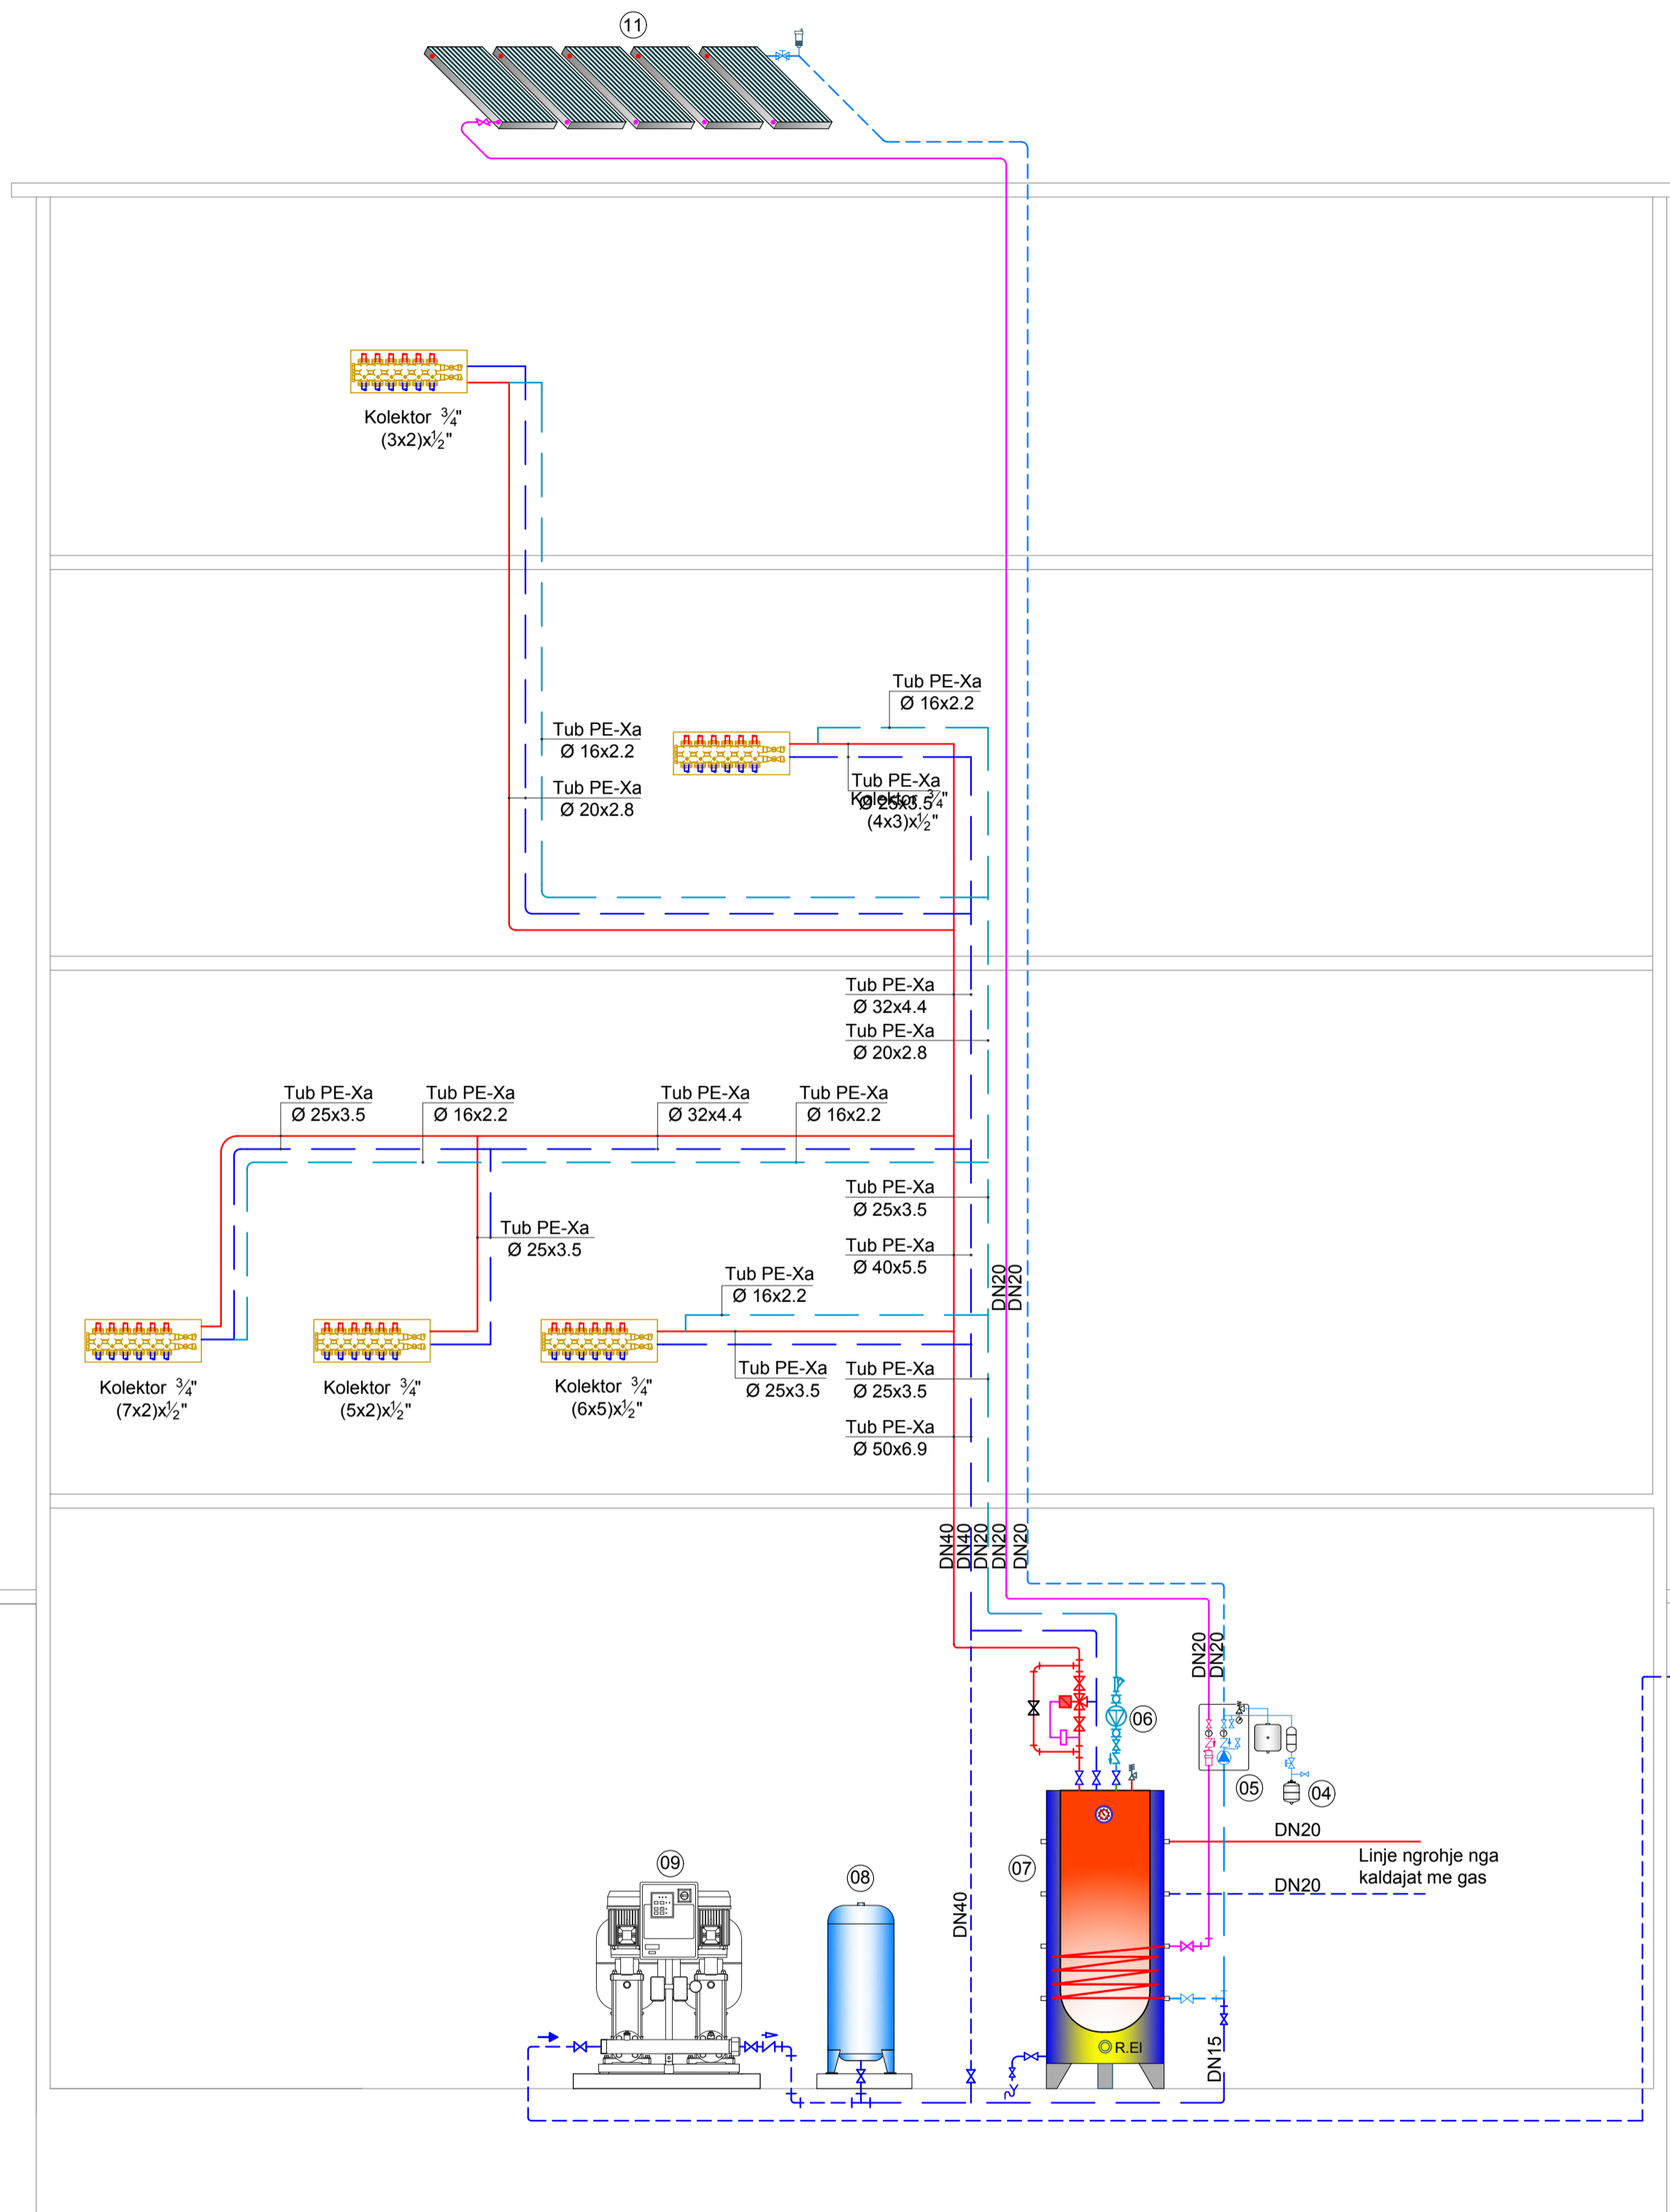 11
Kolektor ¾"
(3x2)x½"
Tub PE-Xa
Ø 16x2.2
Tub PE-Xa
Ø 16x2.2
Tub PE-Xa
Ø 20x2.8
Tub PE-Xa
Ø 25x3.5
Kolektor ¾"
(4x3)x½"
Tub PE-Xa
Ø 32x4.4
Tub PE-Xa
Ø 20x2.8
Tub PE-Xa
Ø 25x3.5
Tub PE-Xa
Ø 16x2.2
Tub PE-Xa
Ø 32x4.4
Tub PE-Xa
Ø 16x2.2
Tub PE-Xa
Ø 25x3.5
Tub PE-Xa
Ø 25x3.5
Tub PE-Xa
Ø 40x5.5
Tub PE-Xa
Ø 16x2.2
DN20
DN20
Kolektor ¾"
(7x2)x½"
Kolektor ¾"
(5x2)x½"
Kolektor ¾"
(6x5)x½"
Tub PE-Xa
Ø 25x3.5
Tub PE-Xa
Ø 25x3.5
Tub PE-Xa
Ø 50x6.9
DN40
DN40
DN20
DN20
DN20
DN20
DN20
06
05
04
DN20
Linje ngrohje nga
kaldajat me gas
DN20
07
08
09
DN40
R.El
DN15